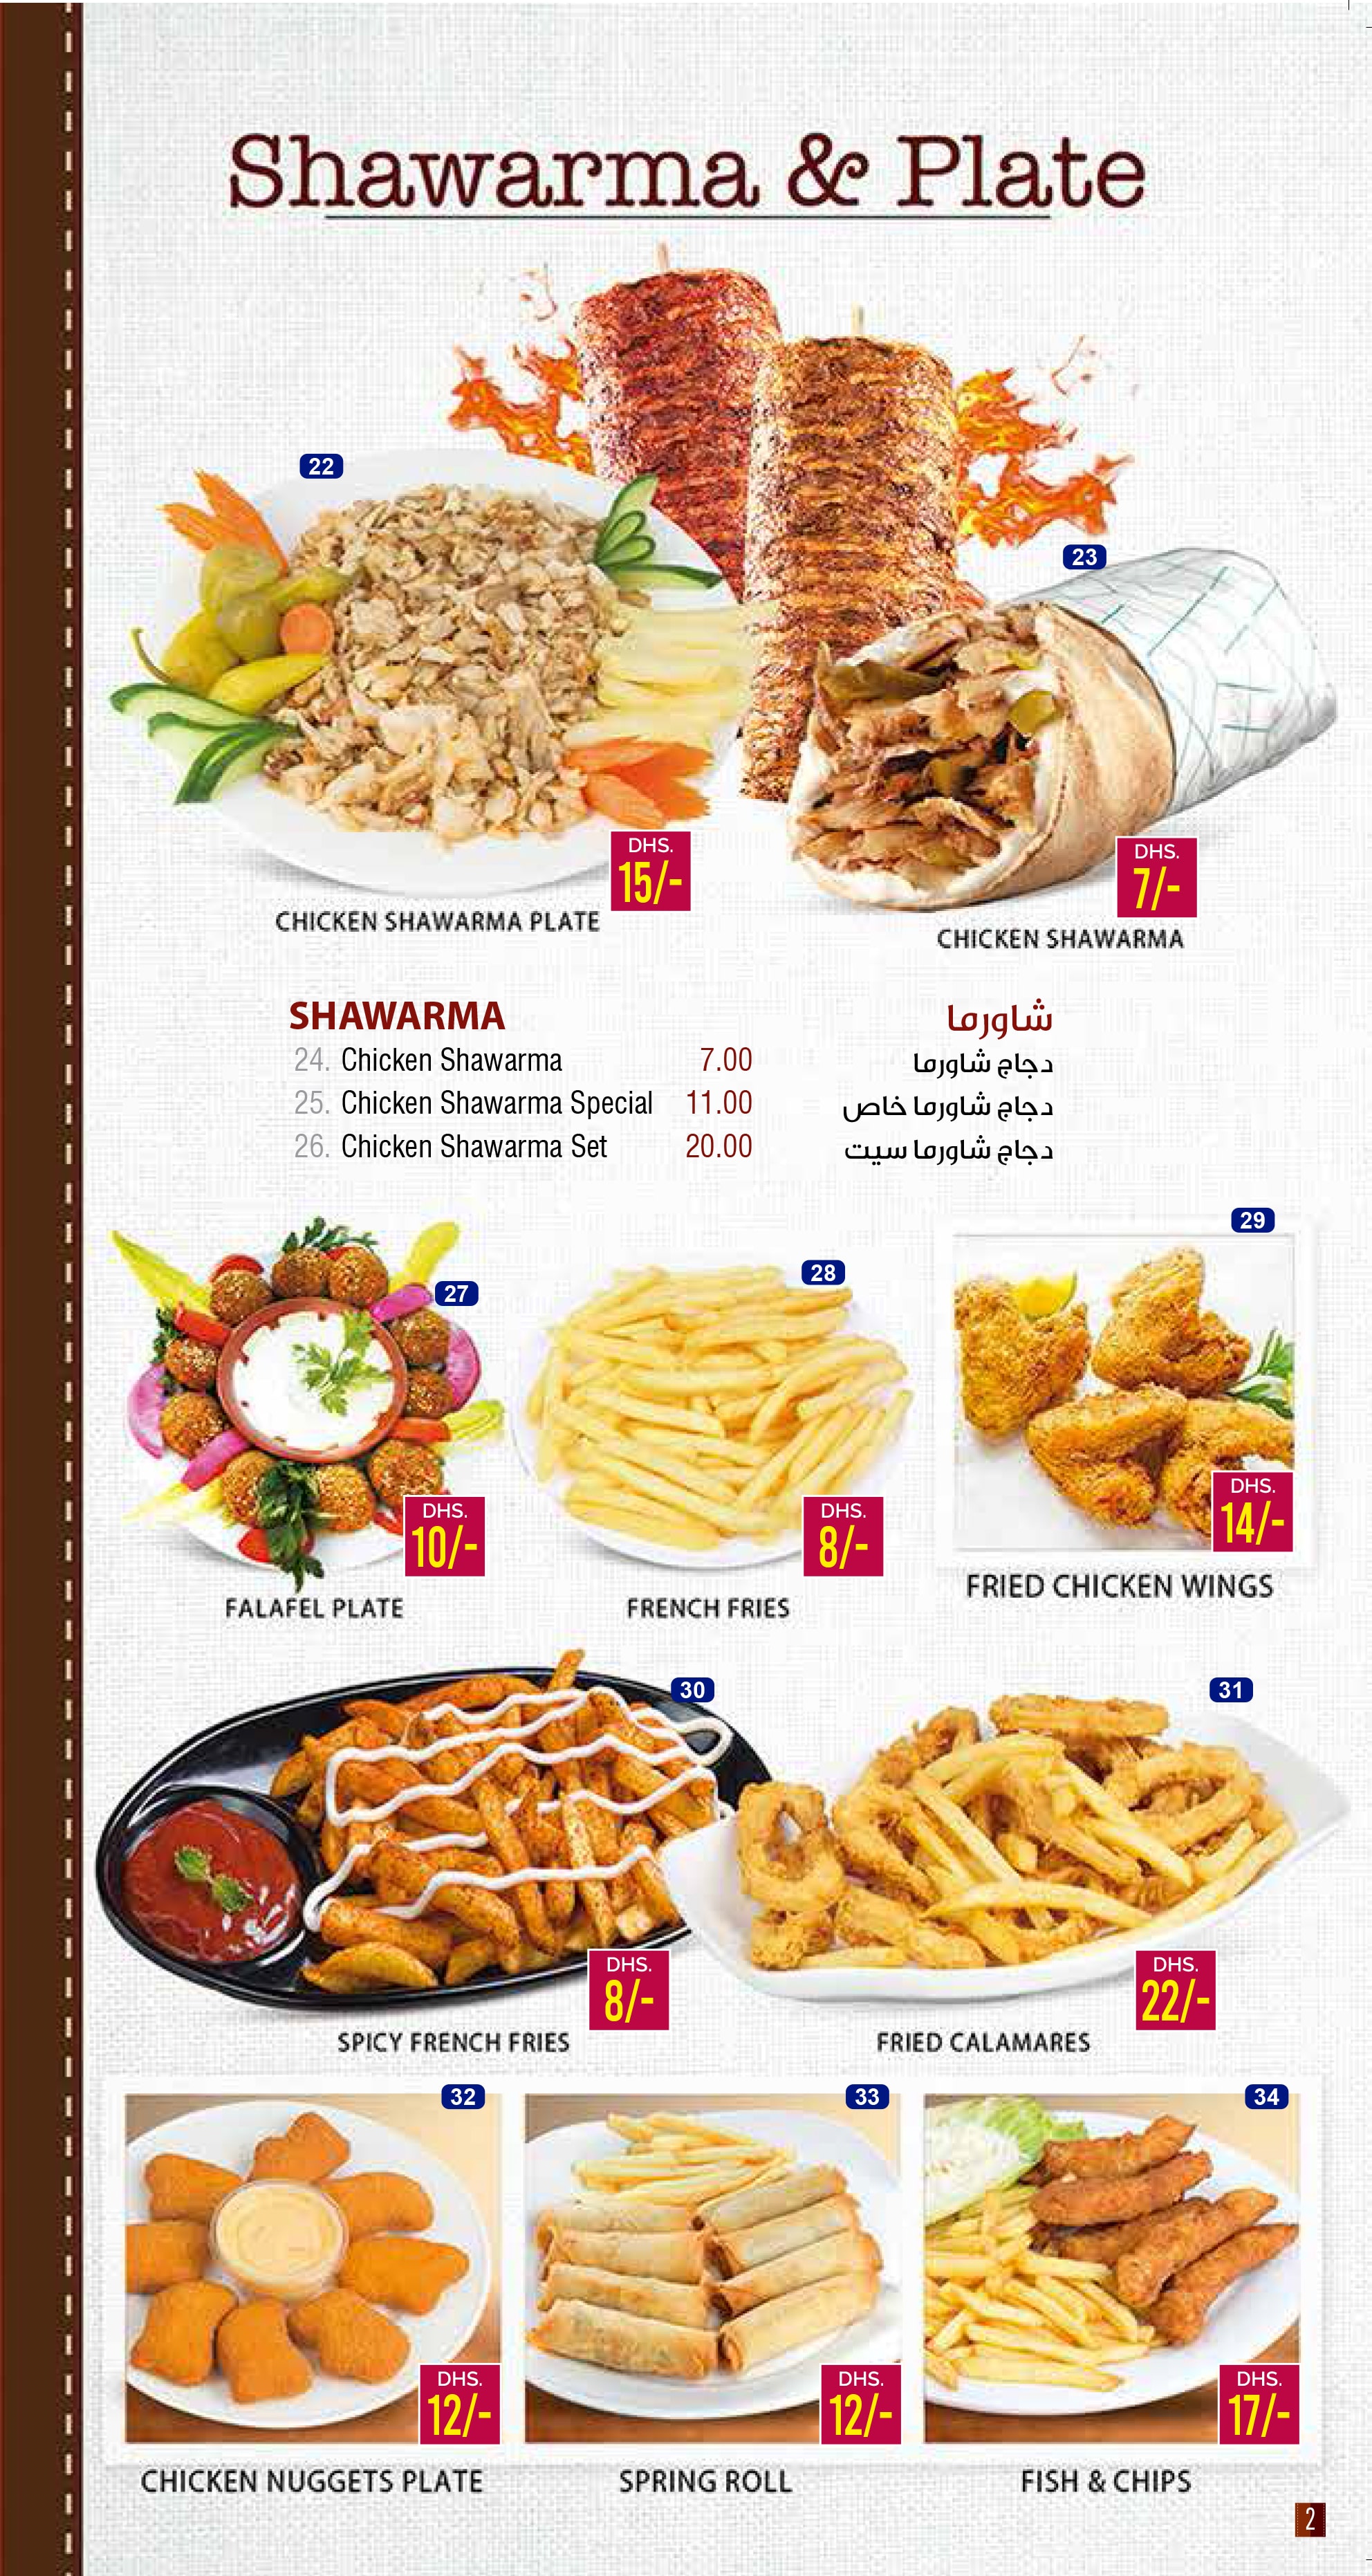 Shawarma & Plate
22
23
DHS.
15/-
DHS.
7/-
CHICKEN SHAWARMA PLATE
CHICKEN SHAWARMA
SHAWARMA شاورما
24. Chicken Shawarma 7.00 دجاج شاورما
25. Chicken Shawarma Special 11.00 دجاج شاورما خاص
26. Chicken Shawarma Set 20.00 دجاج شاورما سيت
27
28
29
DHS.
10/-
DHS.
8/-
DHS.
14/-
FALAFEL PLATE
FRENCH FRIES
FRIED CHICKEN WINGS
30
31
DHS.
8/-
DHS.
22/-
SPICY FRENCH FRIES
FRIED CALAMARES
32
33
34
DHS.
12/-
DHS.
12/-
DHS.
17/-
CHICKEN NUGGETS PLATE
SPRING ROLL
FISH & CHIPS
2